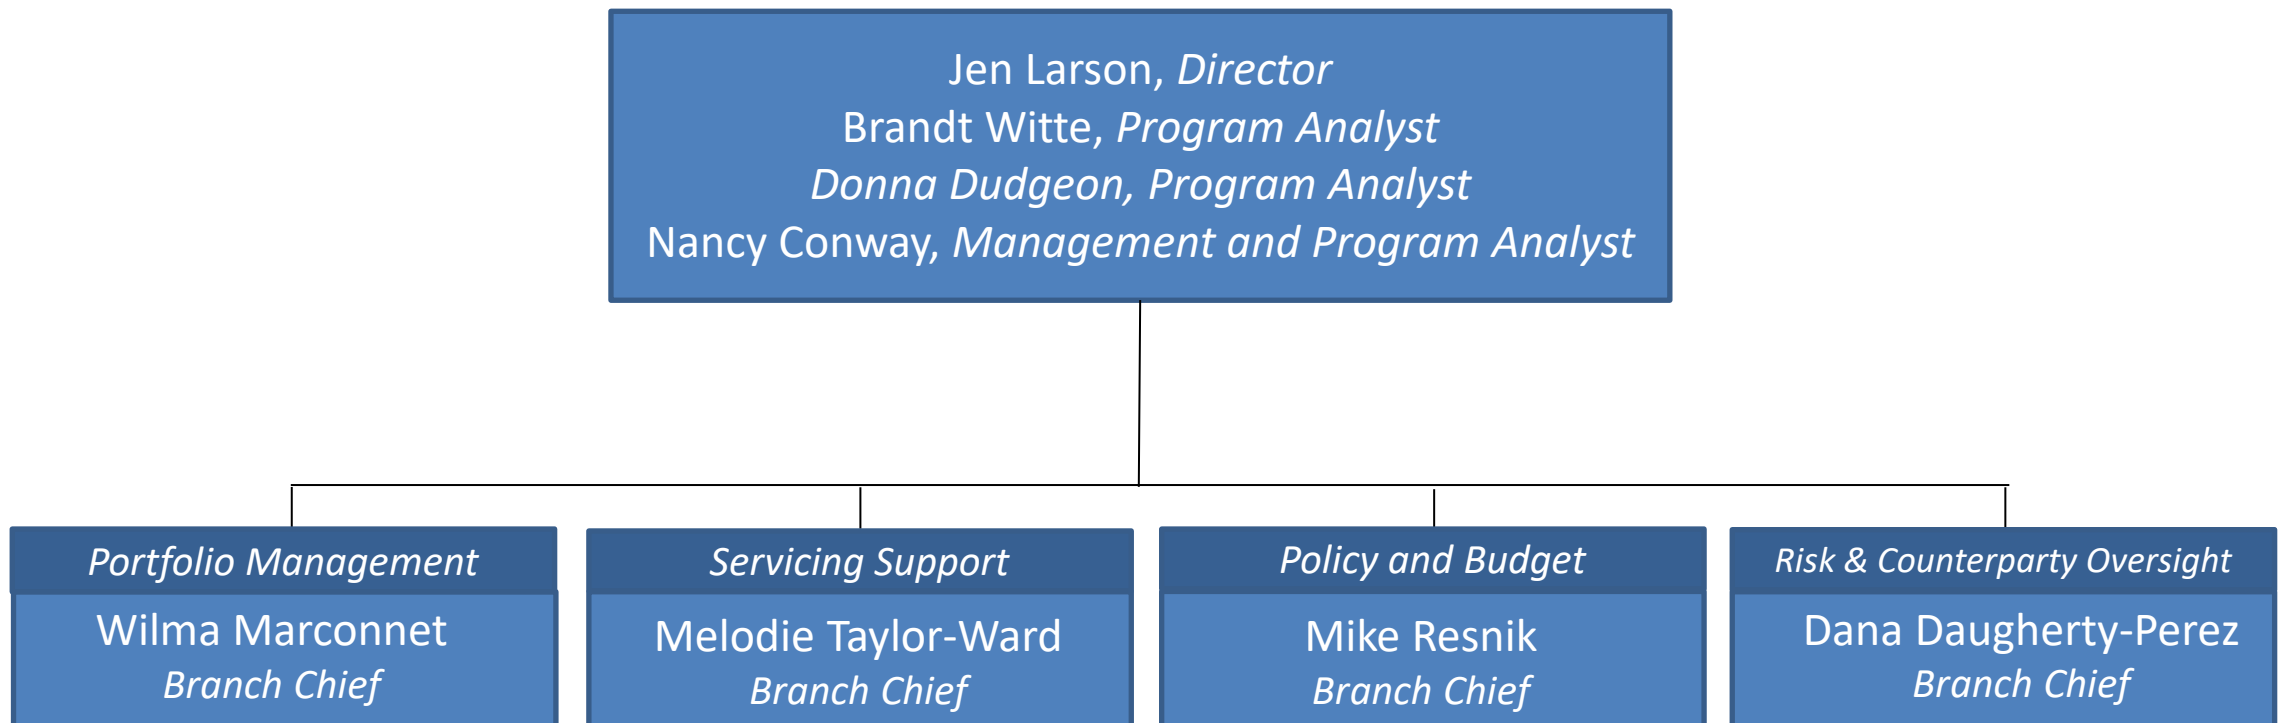 Jen Larson, Director
Brandt Witte, Program Analyst
Donna Dudgeon, Program Analyst
Nancy Conway, Management and Program Analyst
Portfolio Management
Wilma Marconnet
Branch Chief
Servicing Support
Melodie Taylor-Ward
Branch Chief
Policy and Budget
Mike Resnik
Branch Chief
Risk & Counterparty Oversight
Dana Daugherty-Perez
Branch Chief